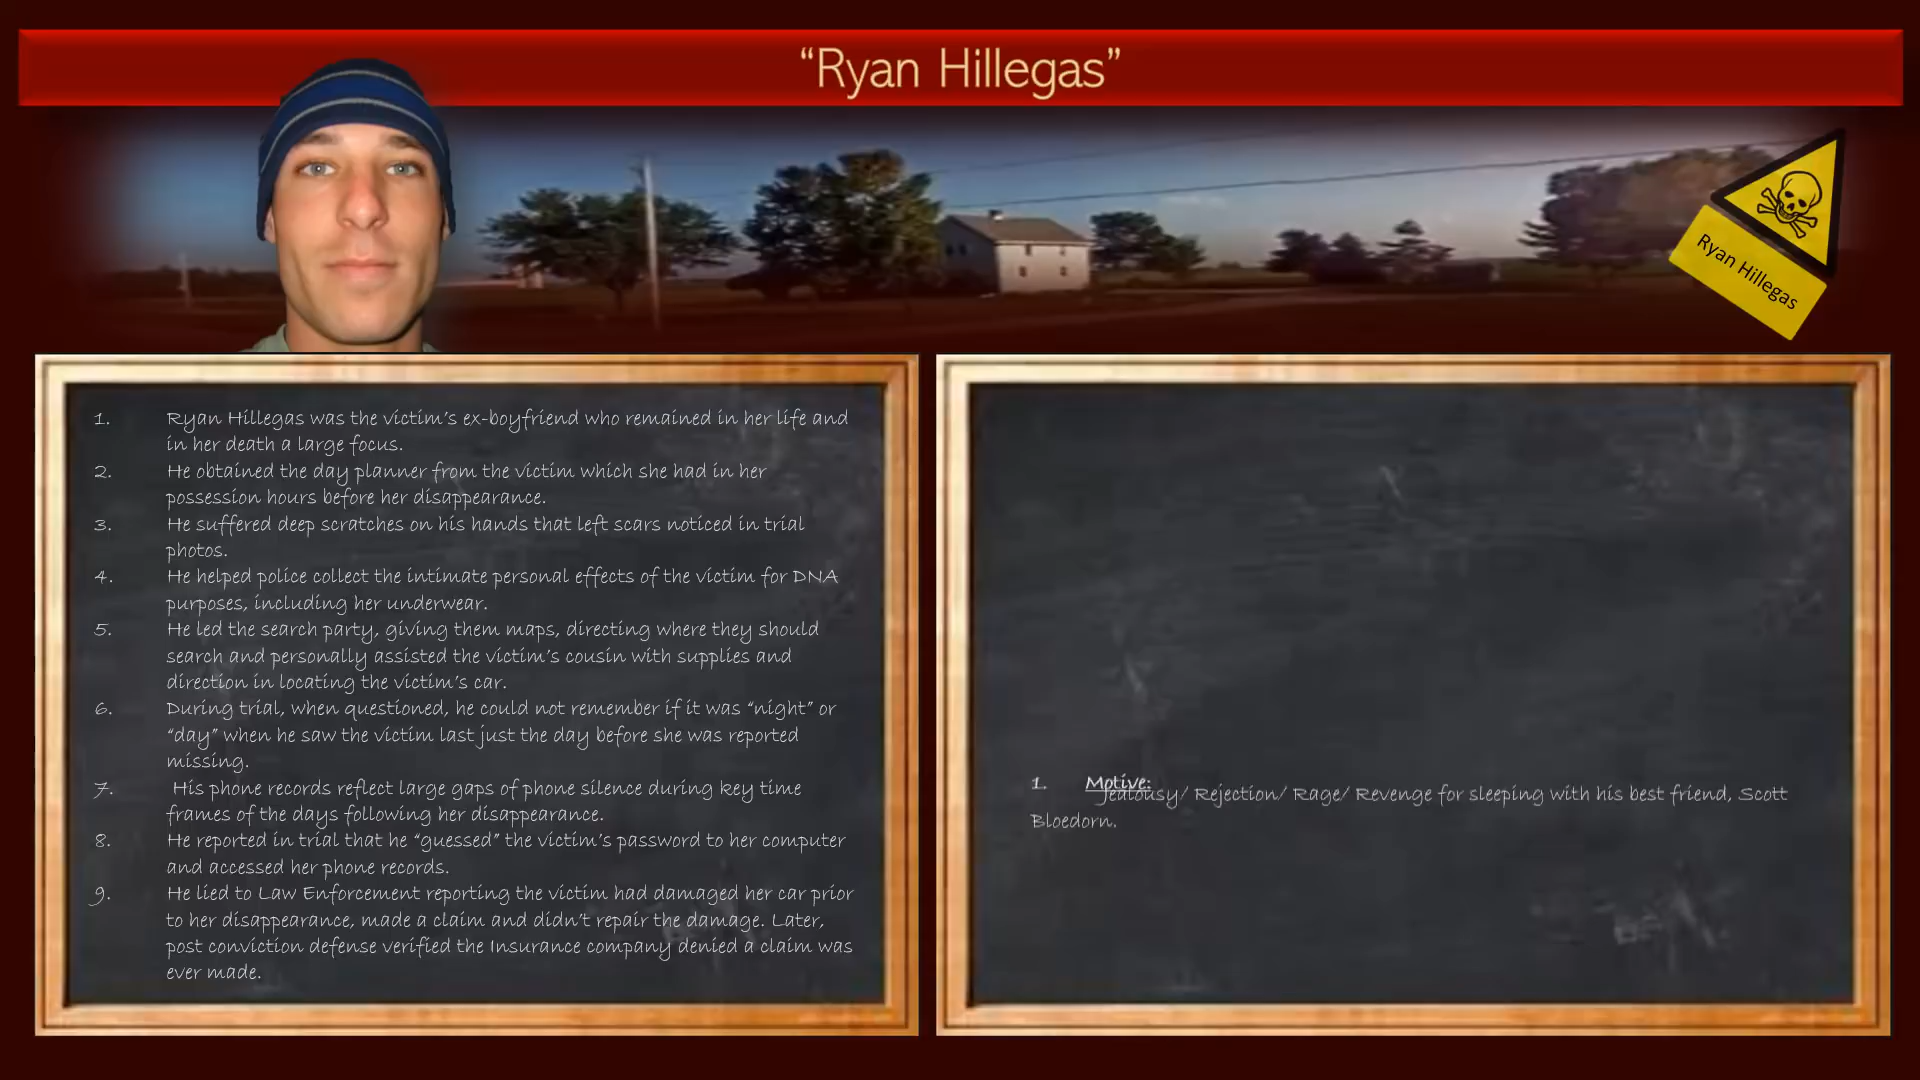 “Ryan Hillegas”
Ryan Hillegas
1. Ryan Hillegas was the victim’s ex-boyfriend who remained in her life and
in her death a large focus.
2. He obtained the day planner from the victim which she had in her
possession hours before her disappearance.
3. He suffered deep scratches on his hands that left scars noticed in trial
photos.
4. He helped police collect the intimate personal effects of the victim for DNA
purposes, including her underwear.
5. He led the search party, giving them maps, directing where they should
search and personally assisted the victim’s cousin with supplies and
direction in locating the victim’s car.
6. During trial, when questioned, he could not remember if it was “night” or
“day” when he saw the victim last just the day before she was reported
missing.
7. His phone records reflect large gaps of phone silence during key time
frames of the days following her disappearance.
8. He reported in trial that he “guessed” the victim’s password to her computer
and accessed her phone records.
9. He lied to Law Enforcement reporting the victim had damaged her car prior
to her disappearance, made a claim and didn’t repair the damage. Later,
post conviction defense verified the Insurance company denied a claim was
ever made.
1. Motive:
Jealousy/ Rejection/ Rage/ Revenge for sleeping with his best friend, Scott
Bloedorn.